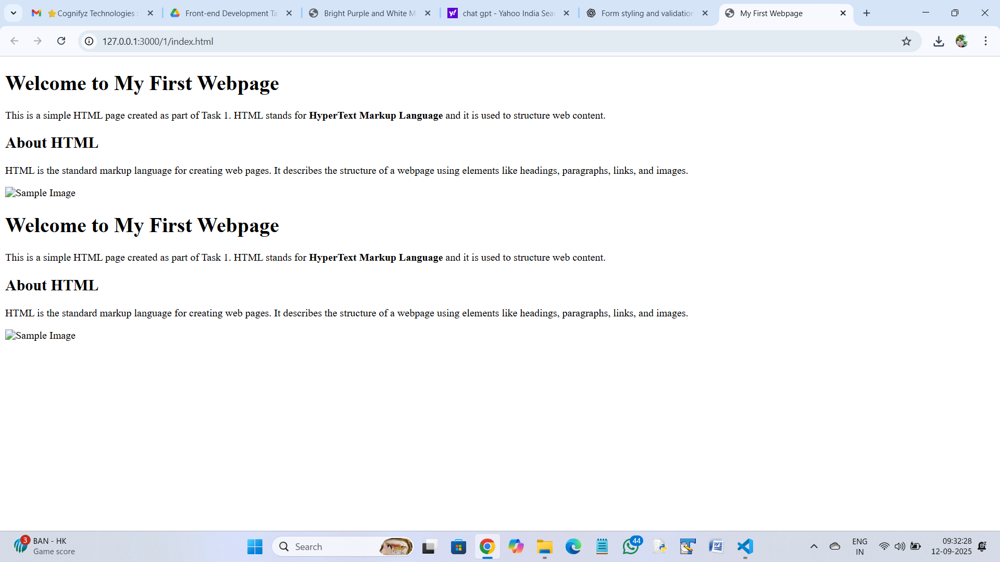 ⭐Cognifyz Technologies :
Front-end Development Ta
Bright Purple and White M
chat gpt - Yahoo India Sear
Form styling and validation
My First Webpage
127.0.0.1:3000/1/index.html
Welcome to My First Webpage
This is a simple HTML page created as part of Task 1. HTML stands for HyperText Markup Language and it is used to structure web content.
About HTML
HTML is the standard markup language for creating web pages. It describes the structure of a webpage using elements like headings, paragraphs, links, and images.
Sample Image
Welcome to My First Webpage
This is a simple HTML page created as part of Task 1. HTML stands for HyperText Markup Language and it is used to structure web content.
About HTML
HTML is the standard markup language for creating web pages. It describes the structure of a webpage using elements like headings, paragraphs, links, and images.
Sample Image
3
BAN - HK
Game score
Search
44
ENG
IN
09:32:28
12-09-2025